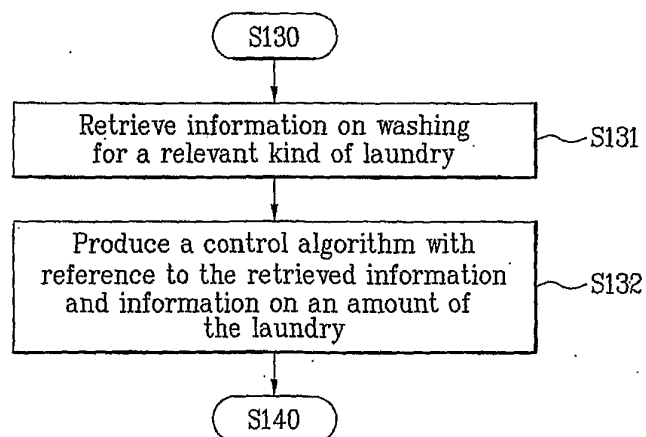 S130
Retrieve information on washing
for a relevant kind of laundry
S131
Produce a control algorithm with
reference to the retrieved information
and information on an amount of
the laundry
S132
S140